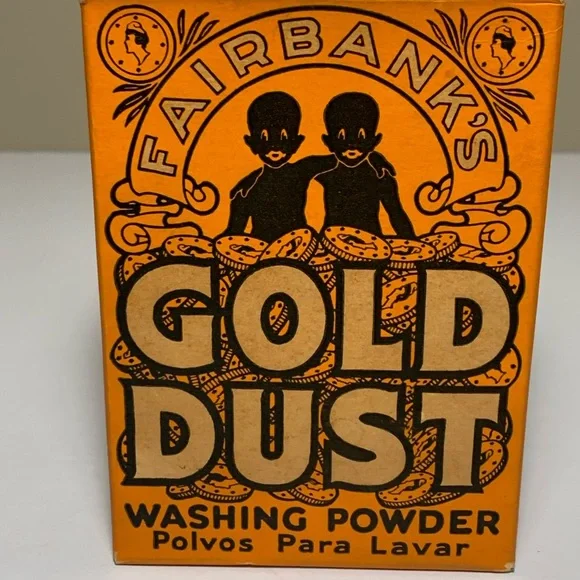 FAIRBANK'S
GOLD
DUST
WASHING POWDER
Polvos Para Lavar